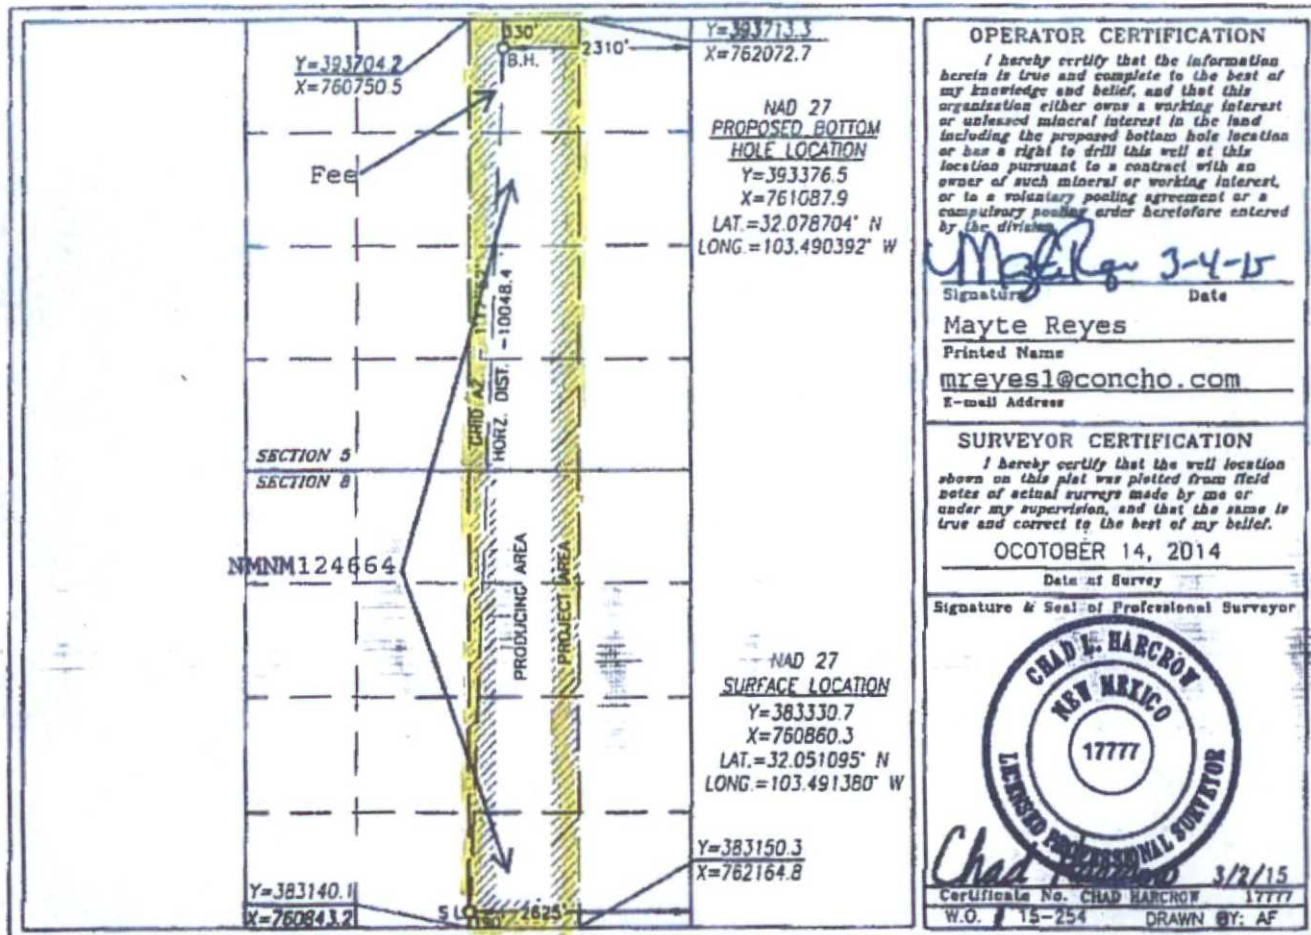 Y=393704.2
X=760750.5
330'
B.H.
2310'
Y=393713.3
X=762072.7
Fee
NAD 27
PROPOSED BOTTOM
HOLE LOCATION
Y=393376.5
X=761087.9
LAT.=32.078704° N
LONG.=103.490392° W
GRID AZ. -
HORZ. DIST. -10048.4
SECTION 5
SECTION 8
NMNM124664
PRODUCING AREA
PROJECT AREA
NAD 27
SURFACE LOCATION
Y=383330.7
X=760860.3
LAT.=32.051095° N
LONG.=103.491380° W
Y=383150.3
X=762164.8
Y=383140.1
X=760843.2
2625'
OPERATOR CERTIFICATION
I hereby certify that the information
herein is true and complete to the best of
my knowledge and belief, and that this
organization either owns a working interest
or unleased mineral interest in the land
including the proposed bottom hole location
or has a right to drill this well at this
location pursuant to a contract with an
owner of such mineral or working interest,
or to a voluntary pooling agreement or a
compulsory pooling order heretofore entered
by the division.
3-4-15
Signature Date
Mayte Reyes
Printed Name
mreyes1@concho.com
E-mail Address
SURVEYOR CERTIFICATION
I hereby certify that the well location
shown on this plat was plotted from field
notes of actual surveys made by me or
under my supervision, and that the same is
true and correct to the best of my belief.
OCOTOBER 14, 2014
Date of Survey
Signature & Seal of Professional Surveyor
CHAD L. HARCROW
NEW MEXICO
17777
LICENSED PROFESSIONAL SURVEYOR
Chad Harcrow 3/2/15
Certificate No. CHAD HARCROW 17777
W.O. # 15-254 DRAWN BY: AF